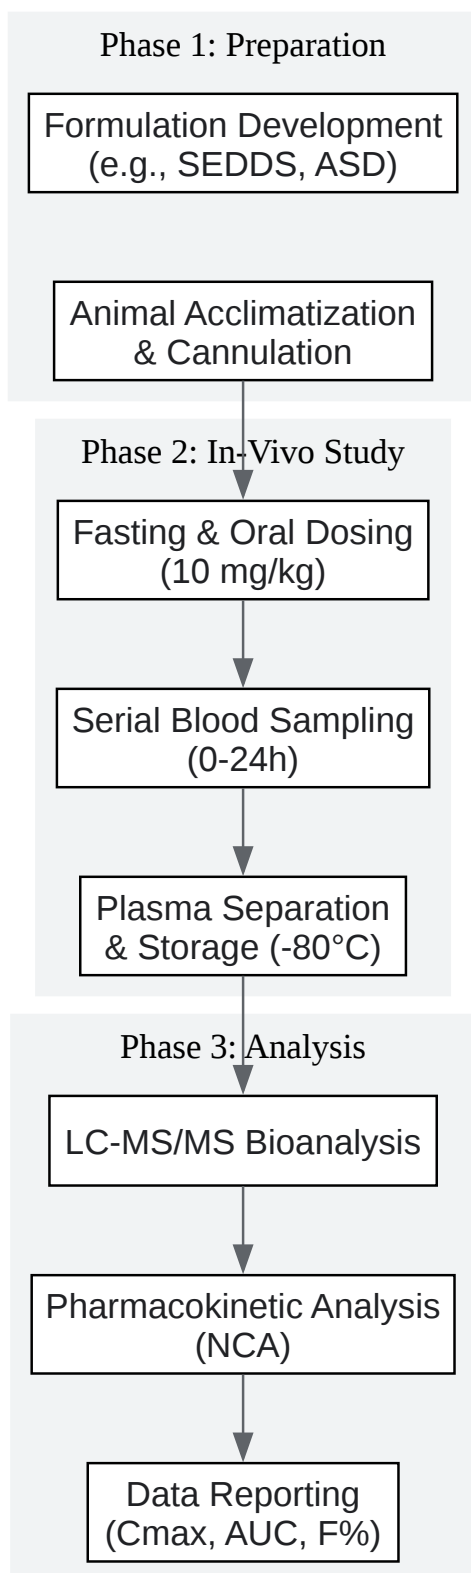 Phase 1: Preparation
Formulation Development
(e.g., SEDDS, ASD)
Animal Acclimatization
& Cannulation
Phase 2: In-Vivo Study
Fasting & Oral Dosing
(10 mg/kg)
Serial Blood Sampling
(0-24h)
Plasma Separation
& Storage (-80°C)
Phase 3: Analysis
LC-MS/MS Bioanalysis
Pharmacokinetic Analysis
(NCA)
Data Reporting
(Cmax, AUC, F%)